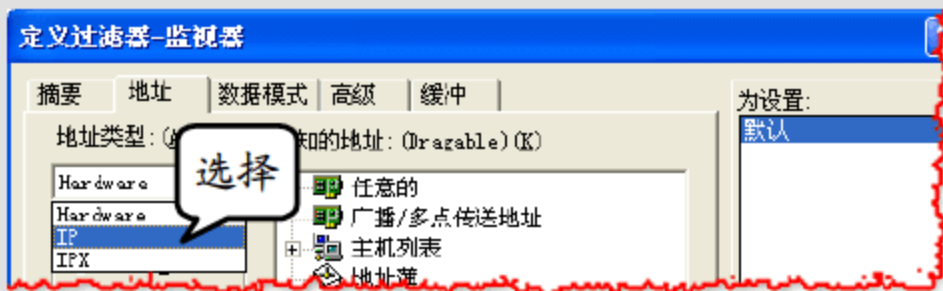 定义过滤器-监视器
摘要 地址 数据模式 高级 缓冲
为设置:
地址类型:( 知的地址: (Dragable)(K)
默认
选择
Hardware
任意的
Hardware
广播/多点传送地址
IP
主机列表
IPX
地址薄